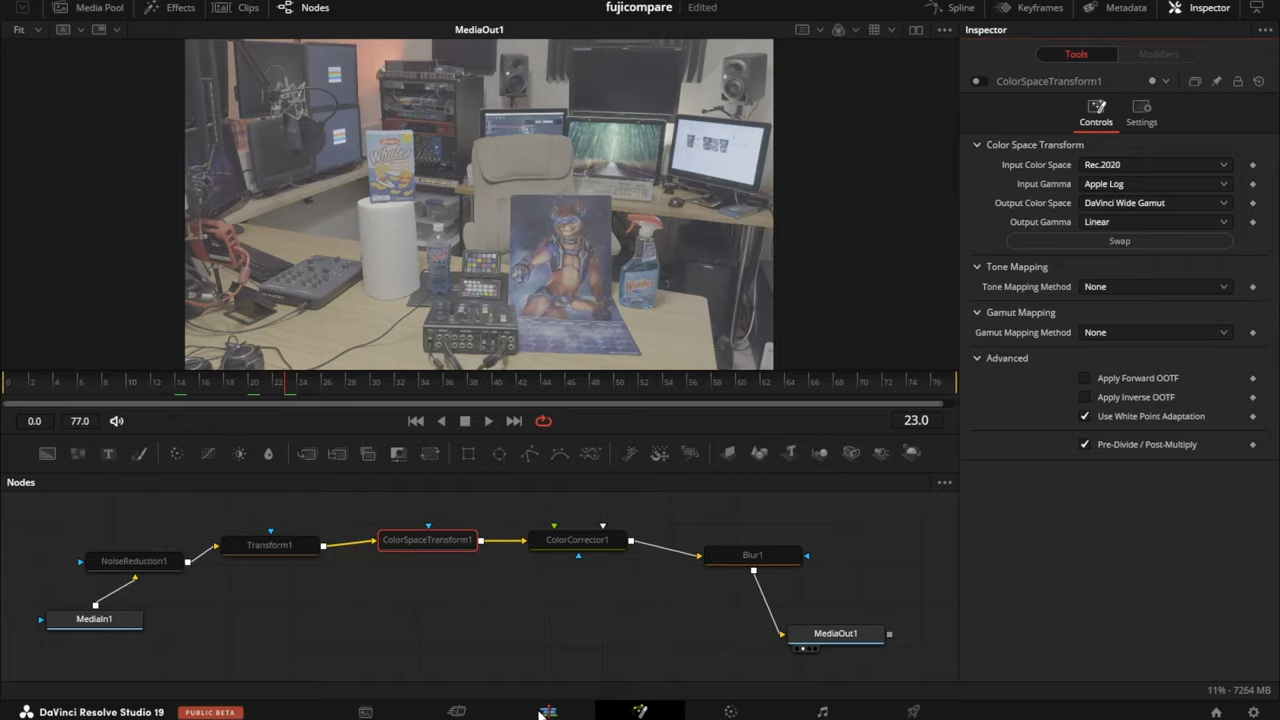 Media Pool Effects Clips Nodes fujicompare Edited Spline Keyframes Metadata Inspector
Fit MediaOut1 Inspector
Tools Modifiers
ColorSpaceTransform1
Controls Settings
Color Space Transform
Input Color Space Rec.2020
Input Gamma Apple Log
Output Color Space DaVinci Wide Gamut
Output Gamma Linear
Swap
Tone Mapping
Tone Mapping Method None
Gamut Mapping
Gamut Mapping Method None
Advanced
Apply Forward OOTF
Apply Inverse OOTF
Use White Point Adaptation
Pre-Divide / Post-Multiply
Whales
Windex
0 2 4 6 8 10 12 14 16 18 20 22 24 26 28 30 32 34 36 38 40 42 44 46 48 50 52 54 56 58 60 62 64 66 68 70 72 74 76
0.0 77.0 23.0
T
Nodes
NoiseReduction1 Transform1 ColorSpaceTransform1 ColorCorrector1 Blur1
MediaIn1 MediaOut1
11% - 7264 MB
DaVinci Resolve Studio 19 PUBLIC BETA